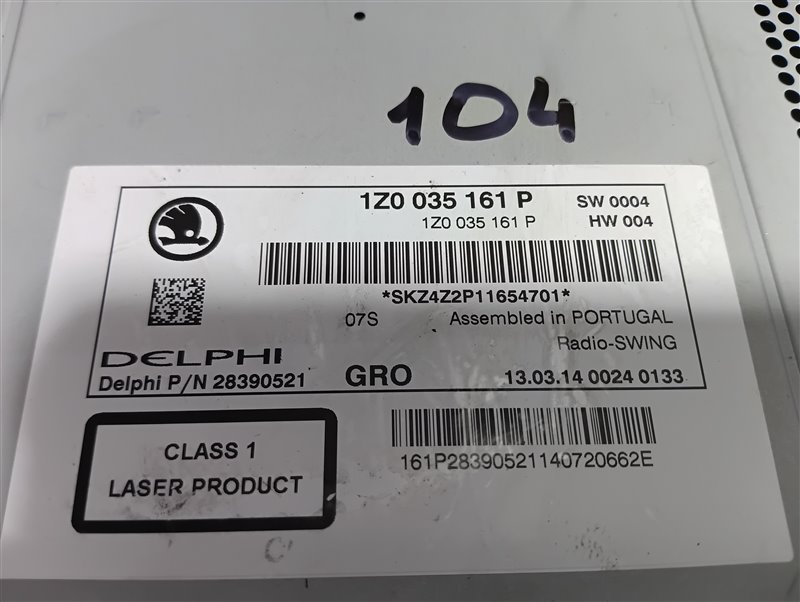 104
1Z0 035 161 P SW 0004
1Z0 035 161 P HW 004
*SKZ4Z2P11654701*
07S Assembled in PORTUGAL
Radio-SWING
DELPHI
Delphi P/N 28390521 GRO 13.03.14 0024 0133
CLASS 1
LASER PRODUCT
161P28390521140720662E